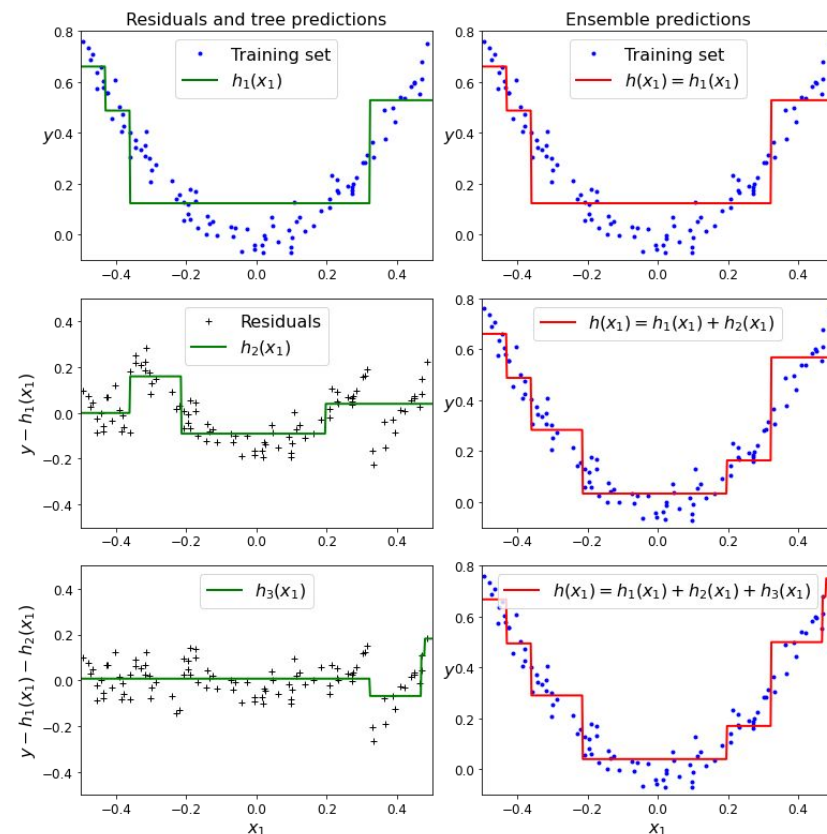 Residuals and tree predictions
Ensemble predictions
0.8
0.6
0.4
0.2
0.0
y
Training set
h₁(x₁)
−0.4 −0.2 0.0 0.2 0.4
0.8
0.6
0.4
0.2
0.0
y
Training set
h(x₁) = h₁(x₁)
−0.4 −0.2 0.0 0.2 0.4
0.4
0.2
0.0
−0.2
−0.4
y − h₁(x₁)
Residuals
h₂(x₁)
−0.4 −0.2 0.0 0.2 0.4
0.8
0.6
0.4
0.2
0.0
y
h(x₁) = h₁(x₁) + h₂(x₁)
−0.4 −0.2 0.0 0.2 0.4
0.4
0.2
0.0
−0.2
−0.4
y − h₁(x₁) − h₂(x₁)
h₃(x₁)
−0.4 −0.2 0.0 0.2 0.4
x₁
0.8
0.6
0.4
0.2
0.0
y
h(x₁) = h₁(x₁) + h₂(x₁) + h₃(x₁)
−0.4 −0.2 0.0 0.2 0.4
x₁